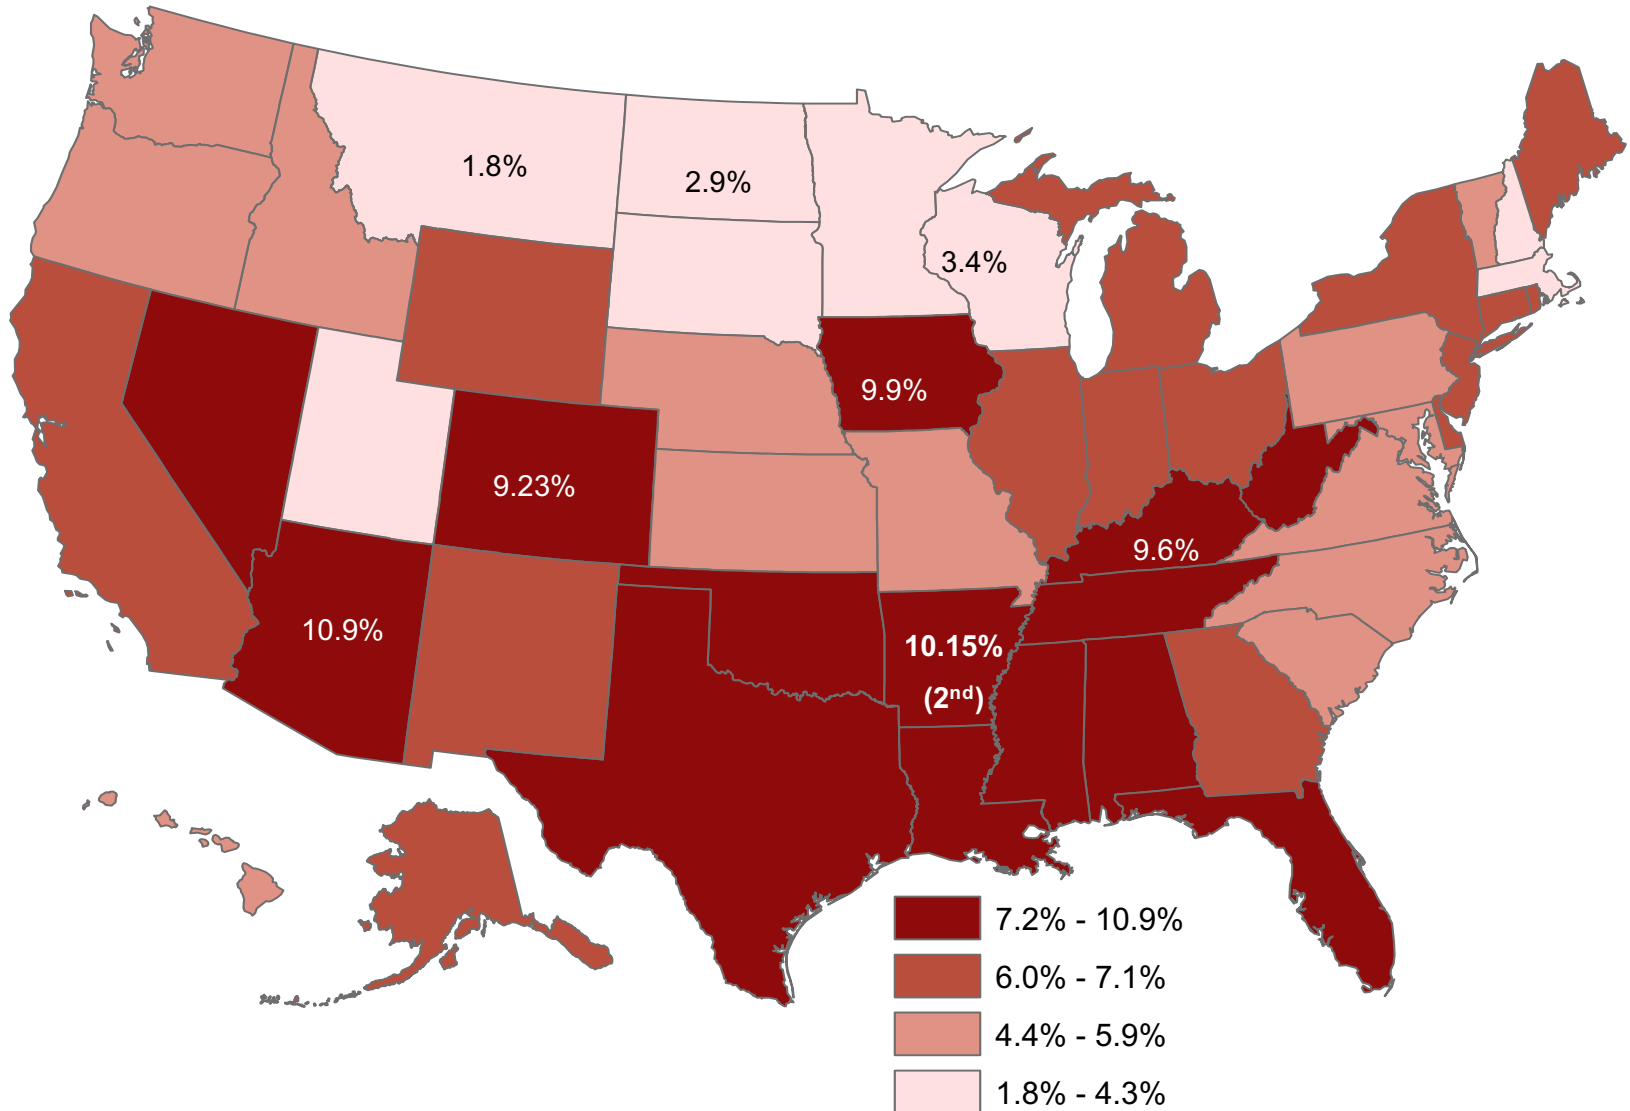 1.8%
2.9%
3.4%
9.9%
9.23%
9.6%
10.9%
10.15%
(2nd)
7.2% - 10.9%
6.0% - 7.1%
4.4% - 5.9%
1.8% - 4.3%